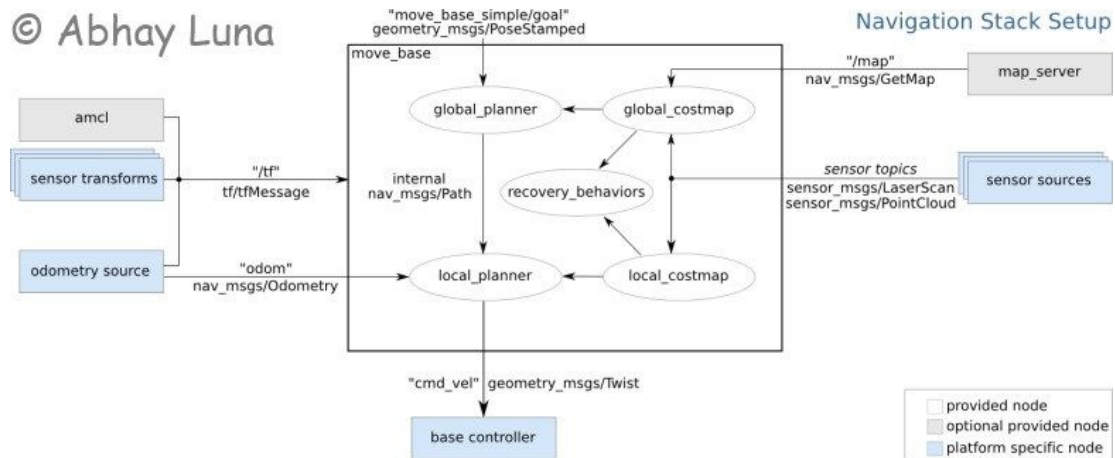 © Abhay Luna
Navigation Stack Setup
"move_base_simple/goal"
geometry_msgs/PoseStamped
move_base
"/map"
nav_msgs/GetMap
map_server
amcl
global_planner
global_costmap
sensor transforms
"/tf"
tf/tfMessage
internal
nav_msgs/Path
recovery_behaviors
sensor topics
sensor_msgs/LaserScan
sensor_msgs/PointCloud
sensor sources
odometry source
"odom"
nav_msgs/Odometry
local_planner
local_costmap
"cmd_vel" geometry_msgs/Twist
base controller
provided node
optional provided node
platform specific node